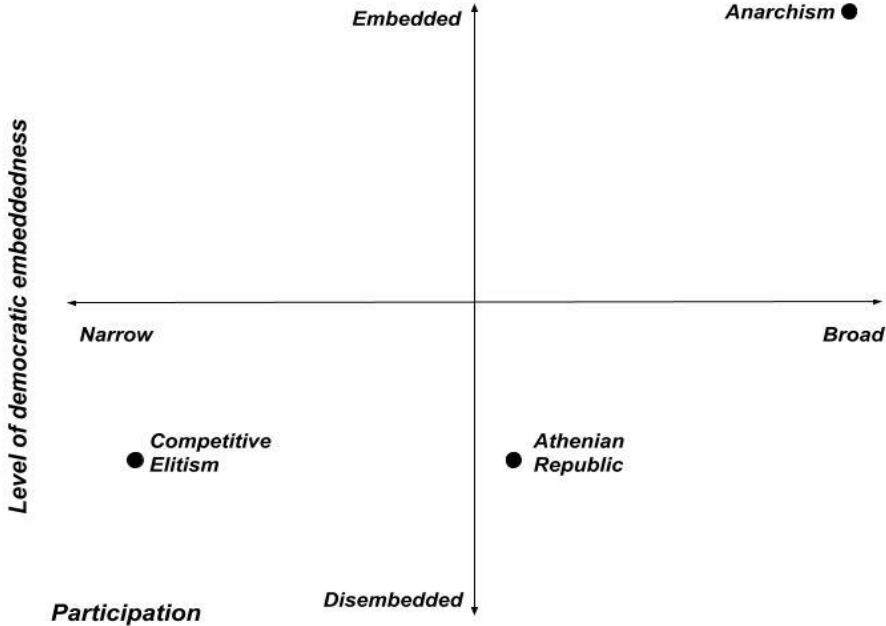 Embedded
Anarchism
Level of democratic embeddedness
Narrow
Broad
Competitive
Elitism
Athenian
Republic
Disembedded
Participation